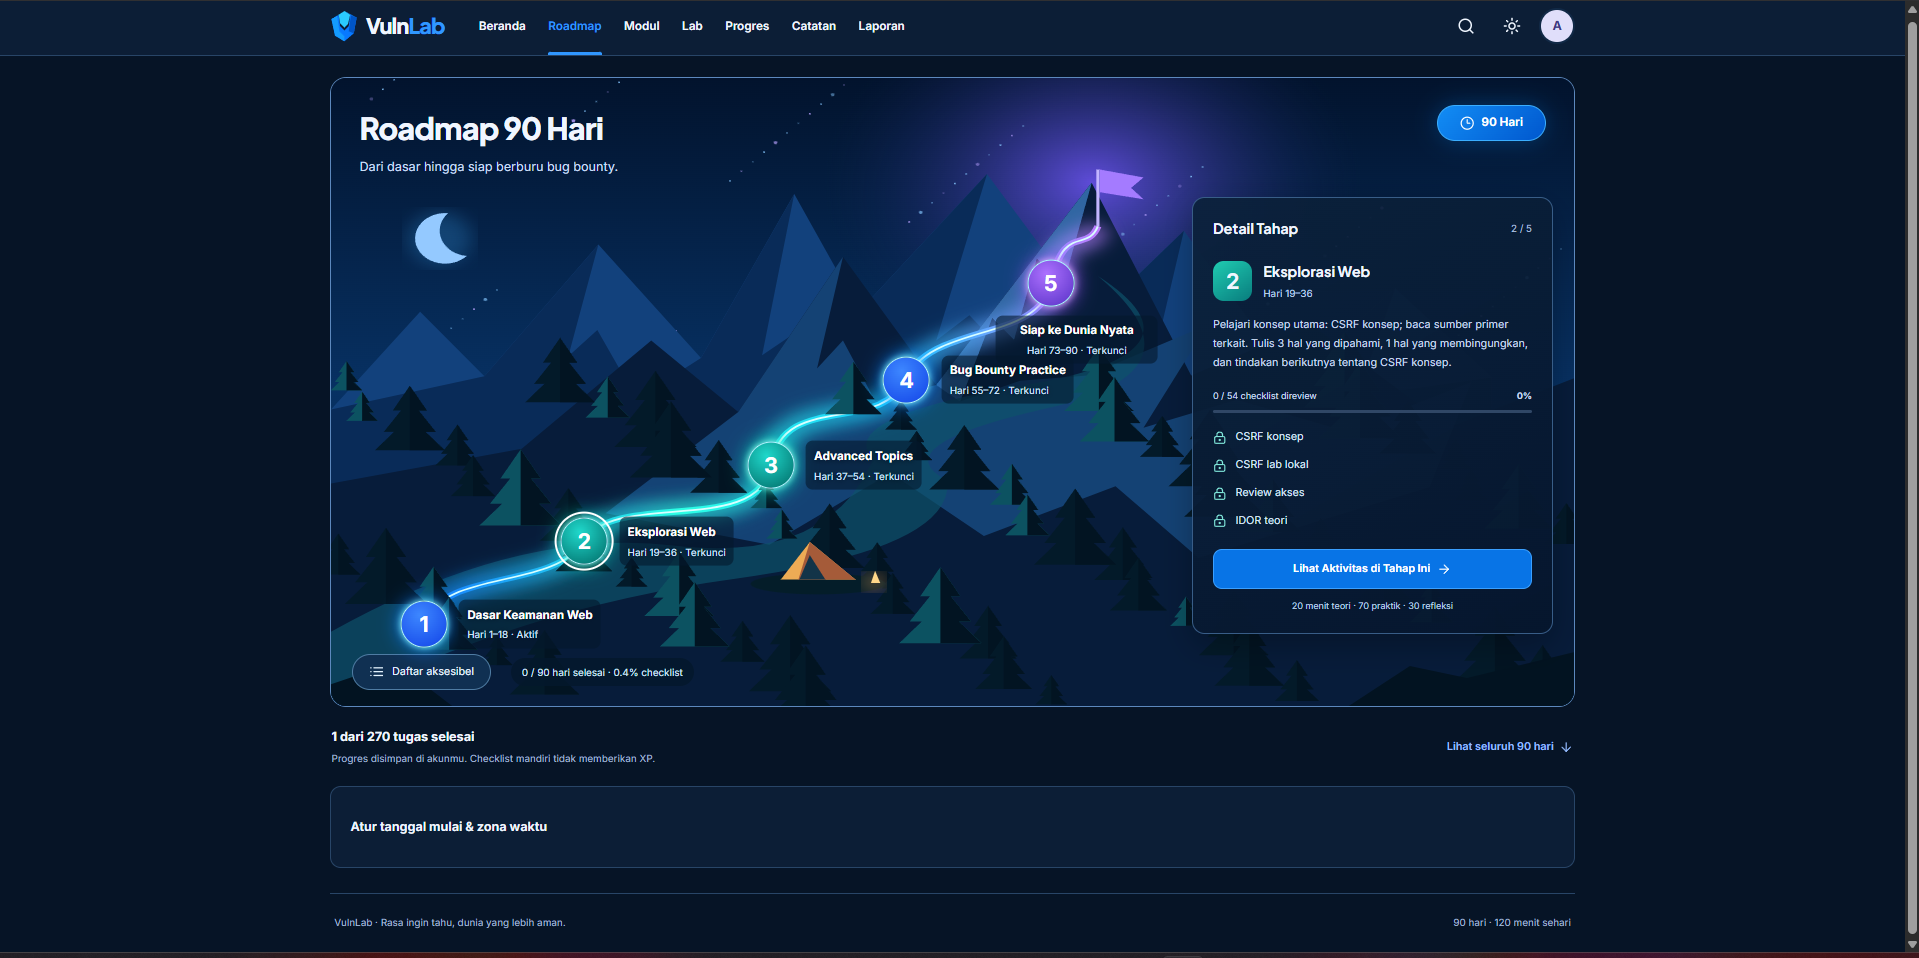 VulnLab
Beranda
Roadmap
Modul
Lab
Progres
Catatan
Laporan
A
Roadmap 90 Hari
Dari dasar hingga siap berburu bug bounty.
90 Hari
5
Siap ke Dunia Nyata
Hari 73–90 · Terkunci
4
Bug Bounty Practice
Hari 55–72 · Terkunci
3
Advanced Topics
Hari 37–54 · Terkunci
2
Eksplorasi Web
Hari 19–36 · Terkunci
1
Dasar Keamanan Web
Hari 1–18 · Aktif
Daftar aksesibel
0 / 90 hari selesai · 0.4% checklist
Detail Tahap
2 / 5
2
Eksplorasi Web
Hari 19–36
Pelajari konsep utama: CSRF konsep; baca sumber primer
terkait. Tulis 3 hal yang dipahami, 1 hal yang membingungkan,
dan tindakan berikutnya tentang CSRF konsep.
0 / 54 checklist direview
0%
CSRF konsep
CSRF lab lokal
Review akses
IDOR teori
Lihat Aktivitas di Tahap Ini →
20 menit teori · 70 praktik · 30 refleksi
1 dari 270 tugas selesai
Progres disimpan di akunmu. Checklist mandiri tidak memberikan XP.
Lihat seluruh 90 hari ↓
Atur tanggal mulai & zona waktu
VulnLab · Rasa ingin tahu, dunia yang lebih aman.
90 hari · 120 menit sehari